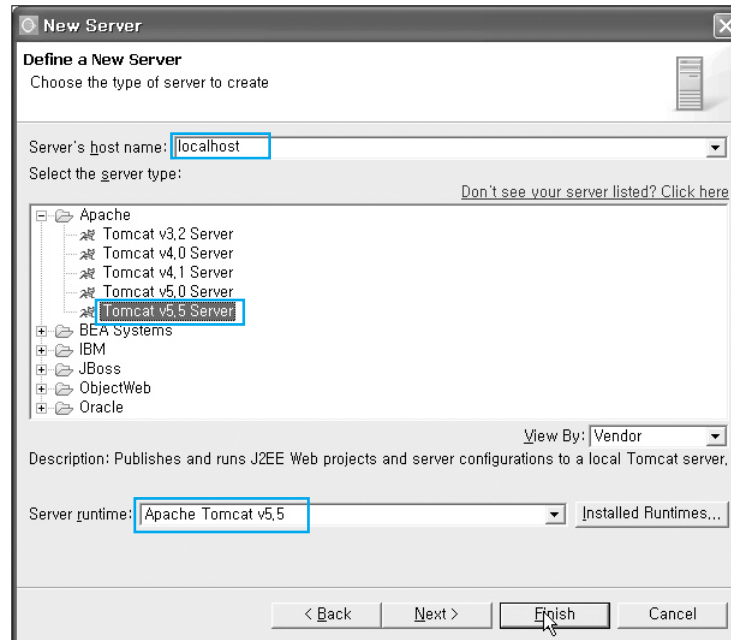 New Server
Define a New Server
Choose the type of server to create
Server's host name: localhost
Select the server type:
Don't see your server listed? Click here
Apache
Tomcat v3,2 Server
Tomcat v4,0 Server
Tomcat v4,1 Server
Tomcat v5,0 Server
Tomcat v5,5 Server
BEA Systems
IBM
JBoss
ObjectWeb
Oracle
View By: Vendor
Description: Publishes and runs J2EE Web projects and server configurations to a local Tomcat server,
Server runtime: Apache Tomcat v5,5 Installed Runtimes,,,
< Back Next > Finish Cancel